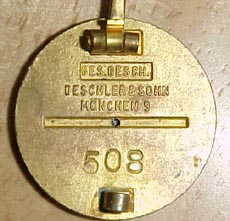 GES.GESCH.
DESCHLER & SOHN
MÜNCHEN 9
508